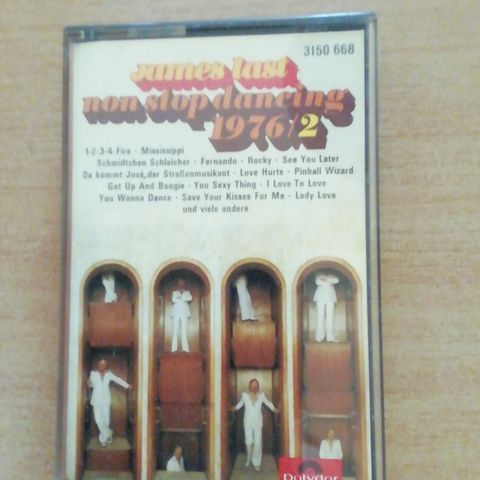 3150 668
James last
non stop dancing
1976/2
1-2-3-4-Fire · Mississippi
Schmidtchen Schleicher · Fernando · Rocky · See You Later
Da kommt José, der Straßenmusikant · Love Hurts · Pinball Wizard
Get Up And Boogie · You Sexy Thing · I Love To Love
You Wanna Dance · Save Your Kisses For Me · Lady Love
und viele andere
Polydor